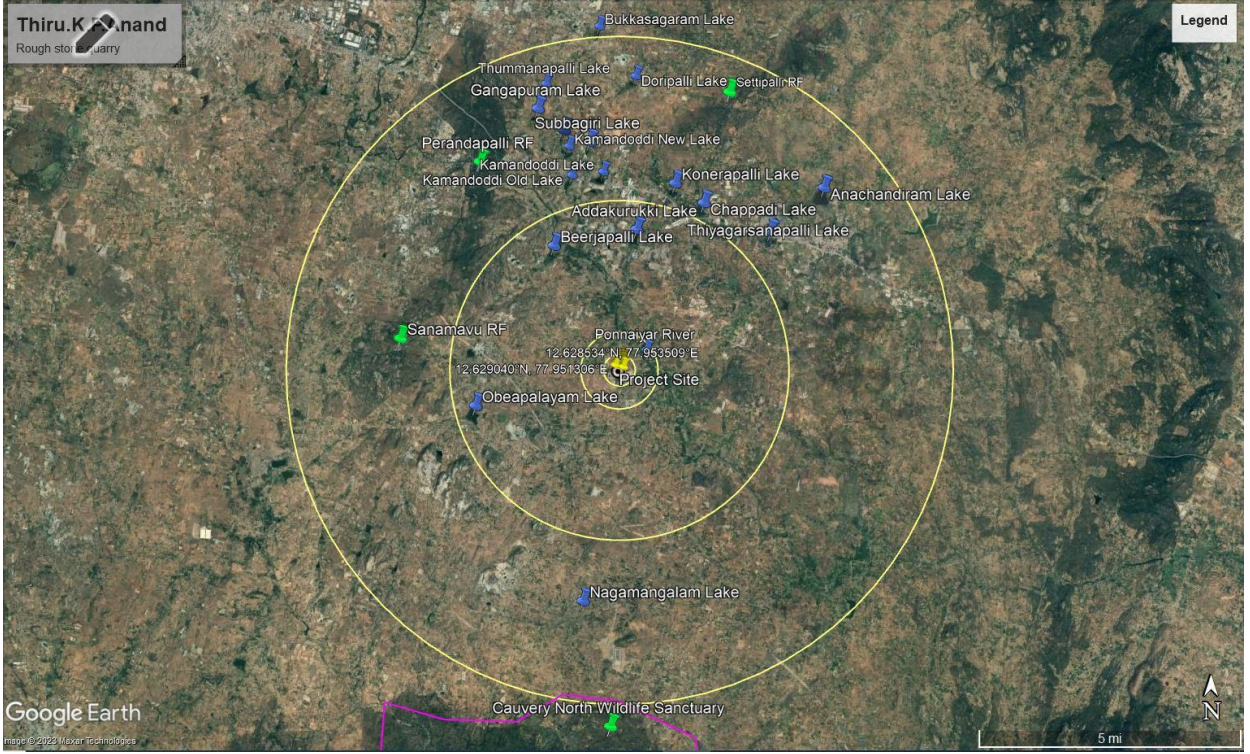 Thiru.K.P.Anand
Rough stone quarry
Legend
Bukkasagaram Lake
Thummanapalli Lake
Doripalli Lake
Settipalli RF
Gangapuram Lake
Subbagiri Lake
Kamandoddi New Lake
Perandapalli RF
Kamandoddi Lake
Kamandoddi Old Lake
Konerapalli Lake
Anachandiram Lake
Addakurukki Lake
Chappadi Lake
Thiyagarsanapalli Lake
Beerjapalli Lake
Sanamavu RF
Ponnaiyar River
12.628534°N, 77.953509°E
12.629040°N, 77.951306°E
Project Site
Obeapalayam Lake
Nagamangalam Lake
Cauvery North Wildlife Sanctuary
Google Earth
Image © 2023 Maxar Technologies
N
5 mi